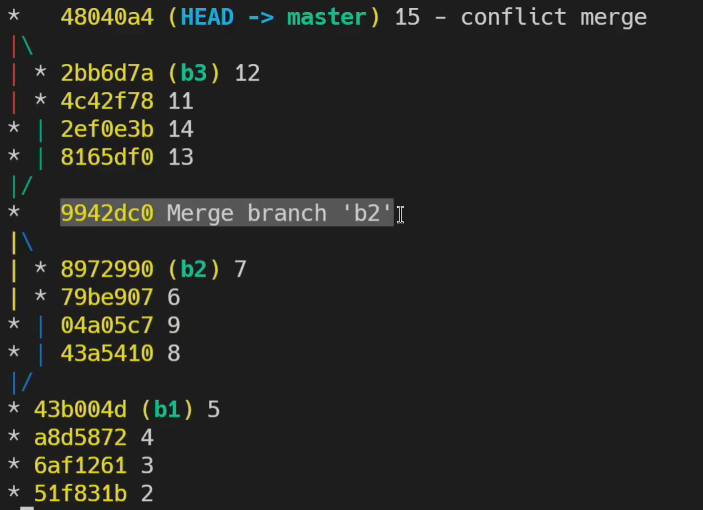 *   48040a4 (HEAD -> master) 15 - conflict merge
|\
| * 2bb6d7a (b3) 12
| * 4c42f78 11
* | 2ef0e3b 14
* | 8165df0 13
|/
*   9942dc0 Merge branch 'b2'
|\
| * 8972990 (b2) 7
| * 79be907 6
* | 04a05c7 9
* | 43a5410 8
|/
* 43b004d (b1) 5
* a8d5872 4
* 6af1261 3
* 51f831b 2